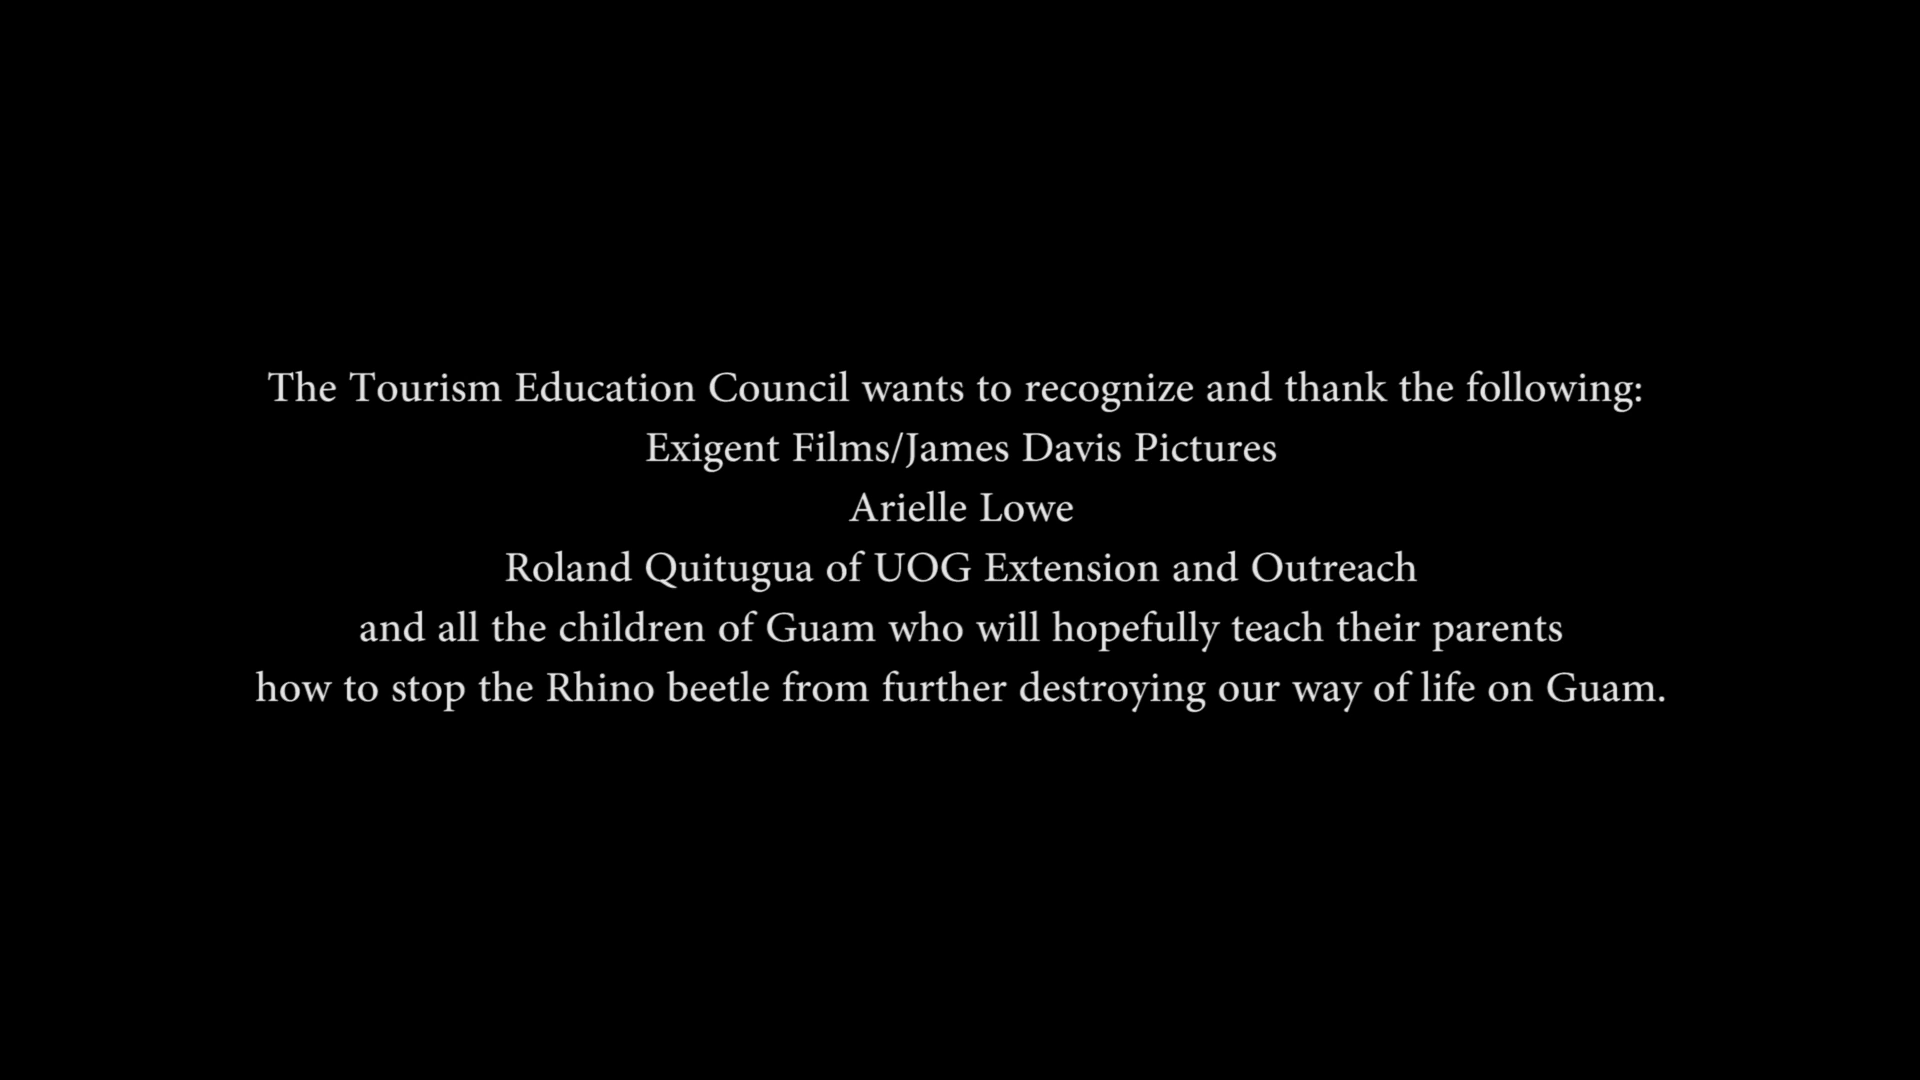 The Tourism Education Council wants to recognize and thank the following:
Exigent Films/James Davis Pictures
Arielle Lowe
Roland Quitugua of UOG Extension and Outreach
and all the children of Guam who will hopefully teach their parents
how to stop the Rhino beetle from further destroying our way of life on Guam.